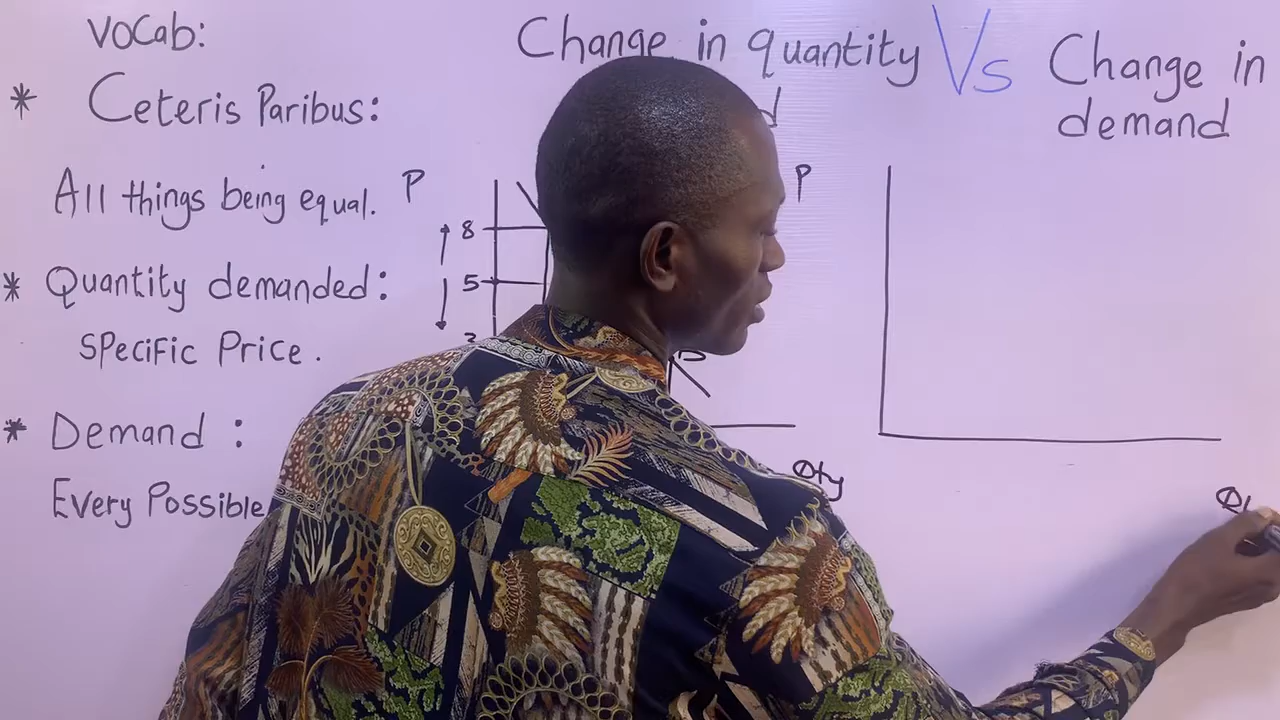 Vocab:
* Ceteris Paribus:
All things being equal.
* Quantity demanded:
Specific Price.
* Demand:
Every Possible
Change in quantity Vs Change in
demand
P
8
5
D
Qty
P